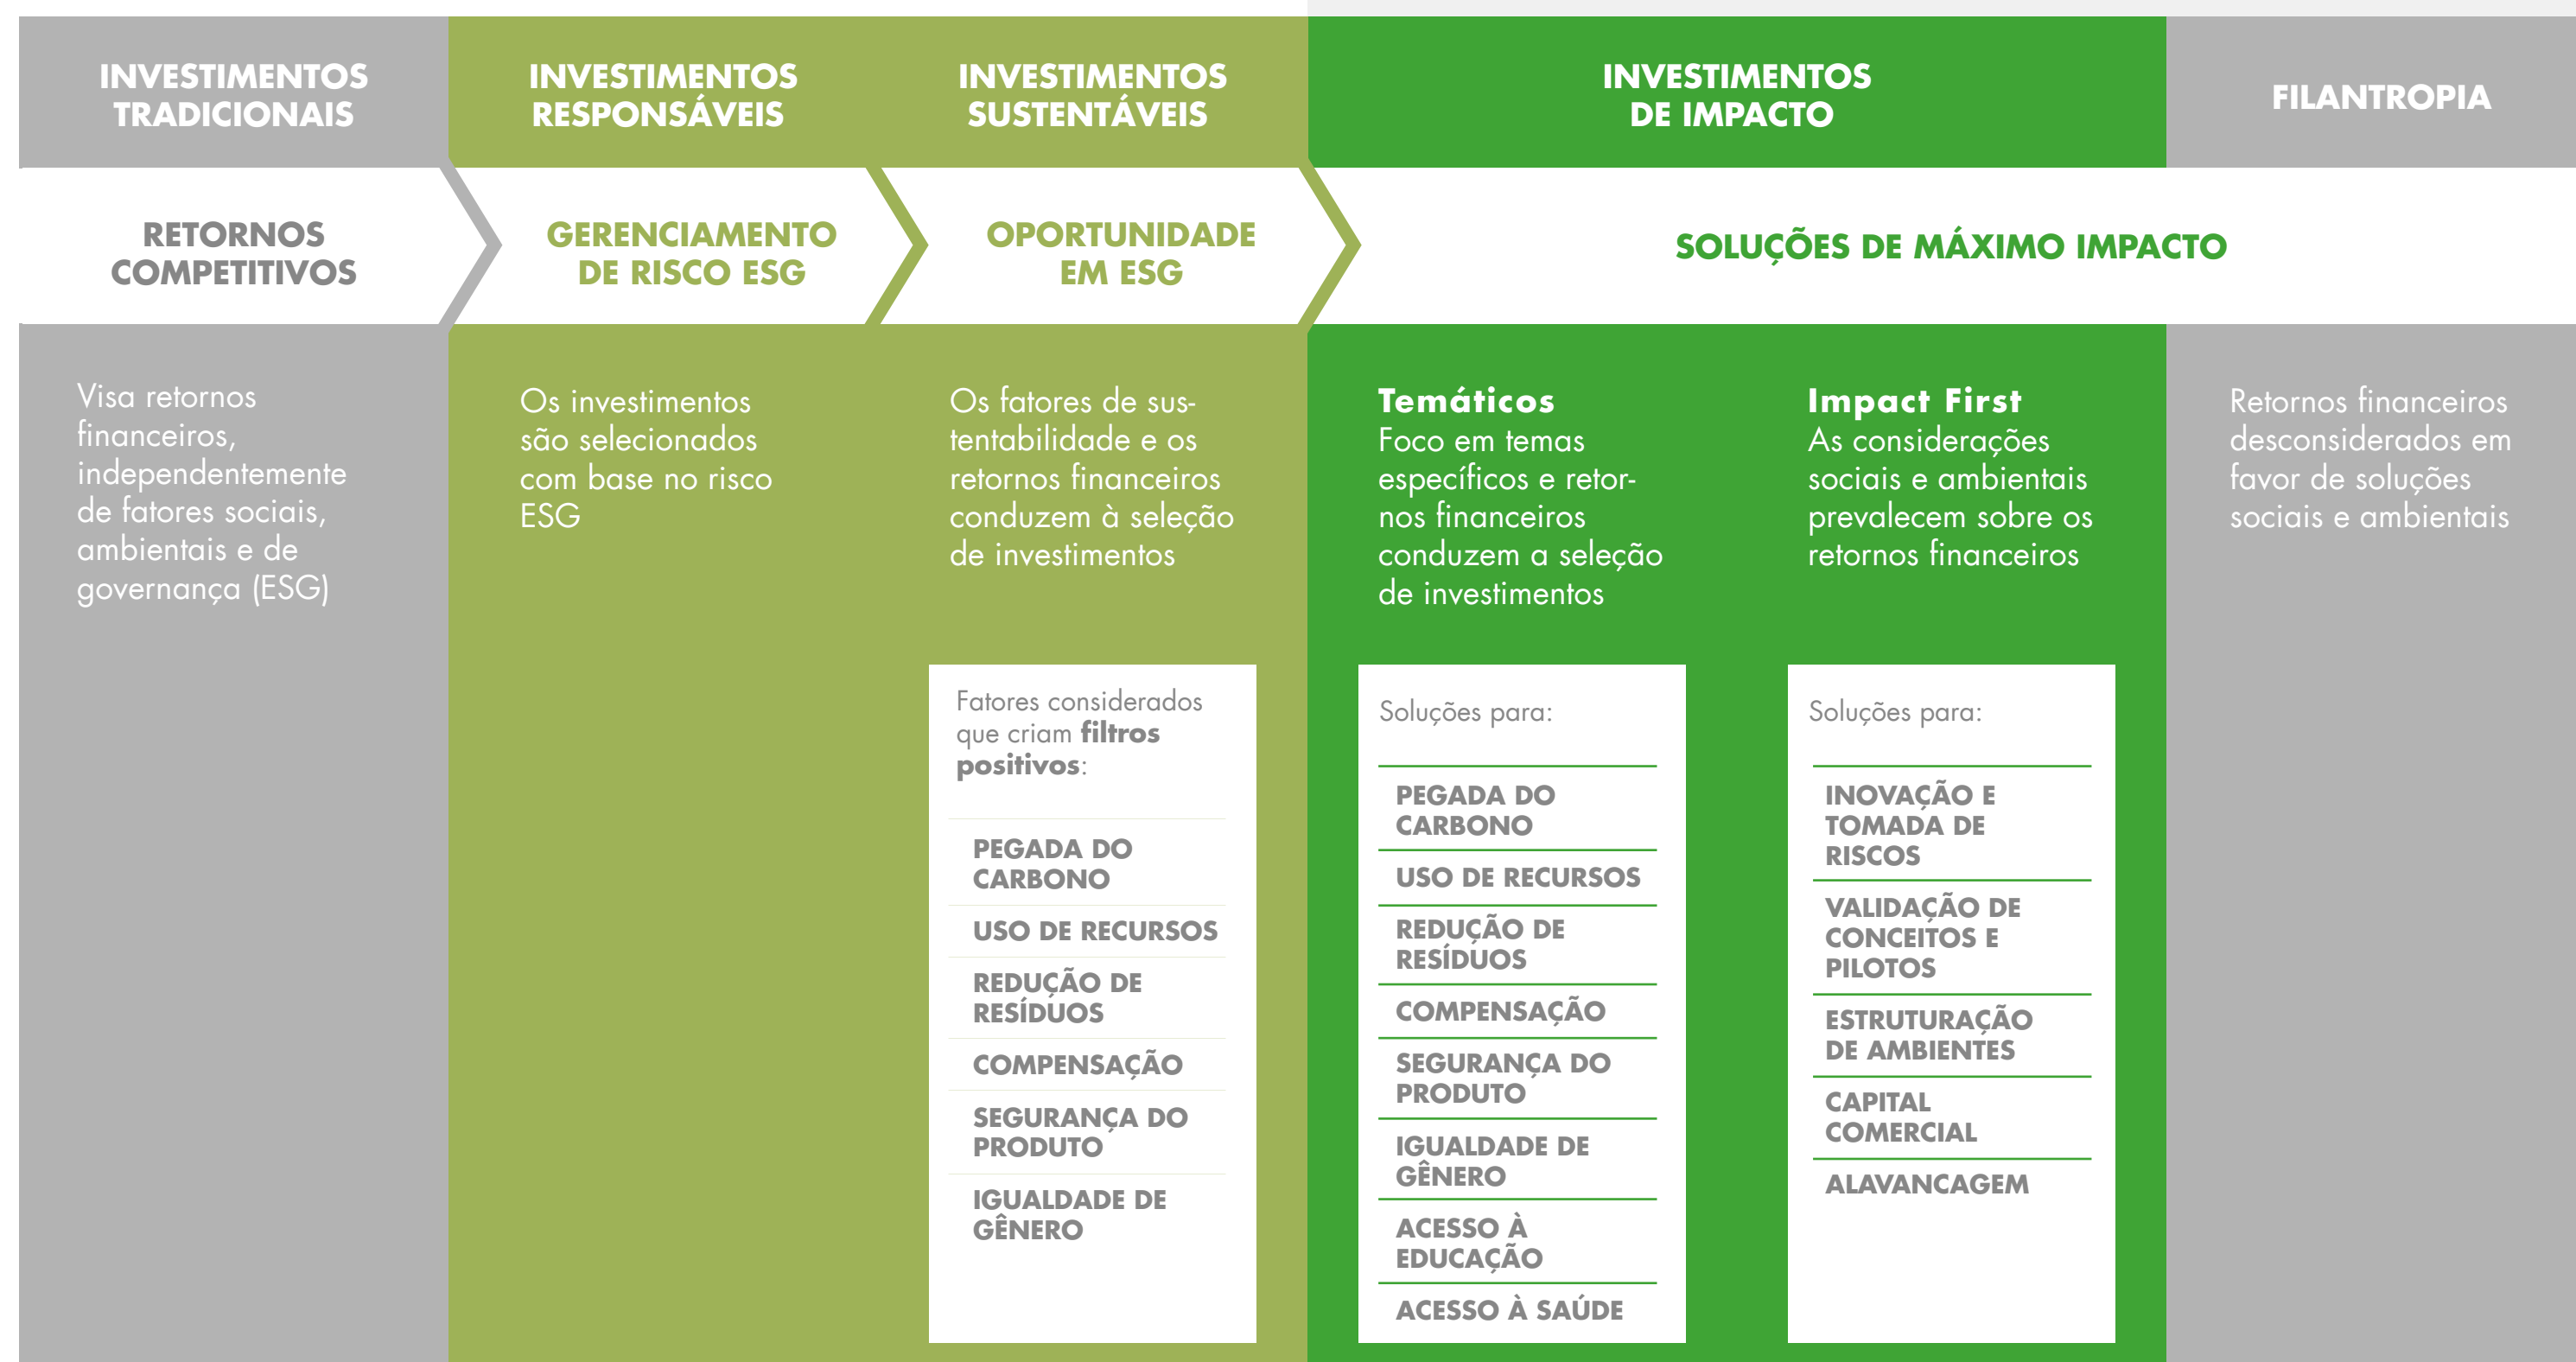 INVESTIMENTOS
TRADICIONAIS
INVESTIMENTOS
RESPONSÁVEIS
INVESTIMENTOS
SUSTENTÁVEIS
INVESTIMENTOS
DE IMPACTO
FILANTROPIA
RETORNOS
COMPETITIVOS
GERENCIAMENTO
DE RISCO ESG
OPORTUNIDADE
EM ESG
SOLUÇÕES DE MÁXIMO IMPACTO
Visa retornos
financeiros,
independentemente
de fatores sociais,
ambientais e de
governança (ESG)
Os investimentos
são selecionados
com base no risco
ESG
Os fatores de sus-
tentabilidade e os
retornos financeiros
conduzem à seleção
de investimentos
Fatores considerados
que criam filtros
positivos:
PEGADA DO
CARBONO
USO DE RECURSOS
REDUÇÃO DE
RESÍDUOS
COMPENSAÇÃO
SEGURANÇA DO
PRODUTO
IGUALDADE DE
GÊNERO
Temáticos
Foco em temas
específicos e retor-
nos financeiros
conduzem a seleção
de investimentos
Soluções para:
PEGADA DO
CARBONO
USO DE RECURSOS
REDUÇÃO DE
RESÍDUOS
COMPENSAÇÃO
SEGURANÇA DO
PRODUTO
IGUALDADE DE
GÊNERO
ACESSO À
EDUCAÇÃO
ACESSO À SAÚDE
Impact First
As considerações
sociais e ambientais
prevalecem sobre os
retornos financeiros
Soluções para:
INOVAÇÃO E
TOMADA DE
RISCOS
VALIDAÇÃO DE
CONCEITOS E
PILOTOS
ESTRUTURAÇÃO
DE AMBIENTES
CAPITAL
COMERCIAL
ALAVANCAGEM
Retornos financeiros
desconsiderados em
favor de soluções
sociais e ambientais